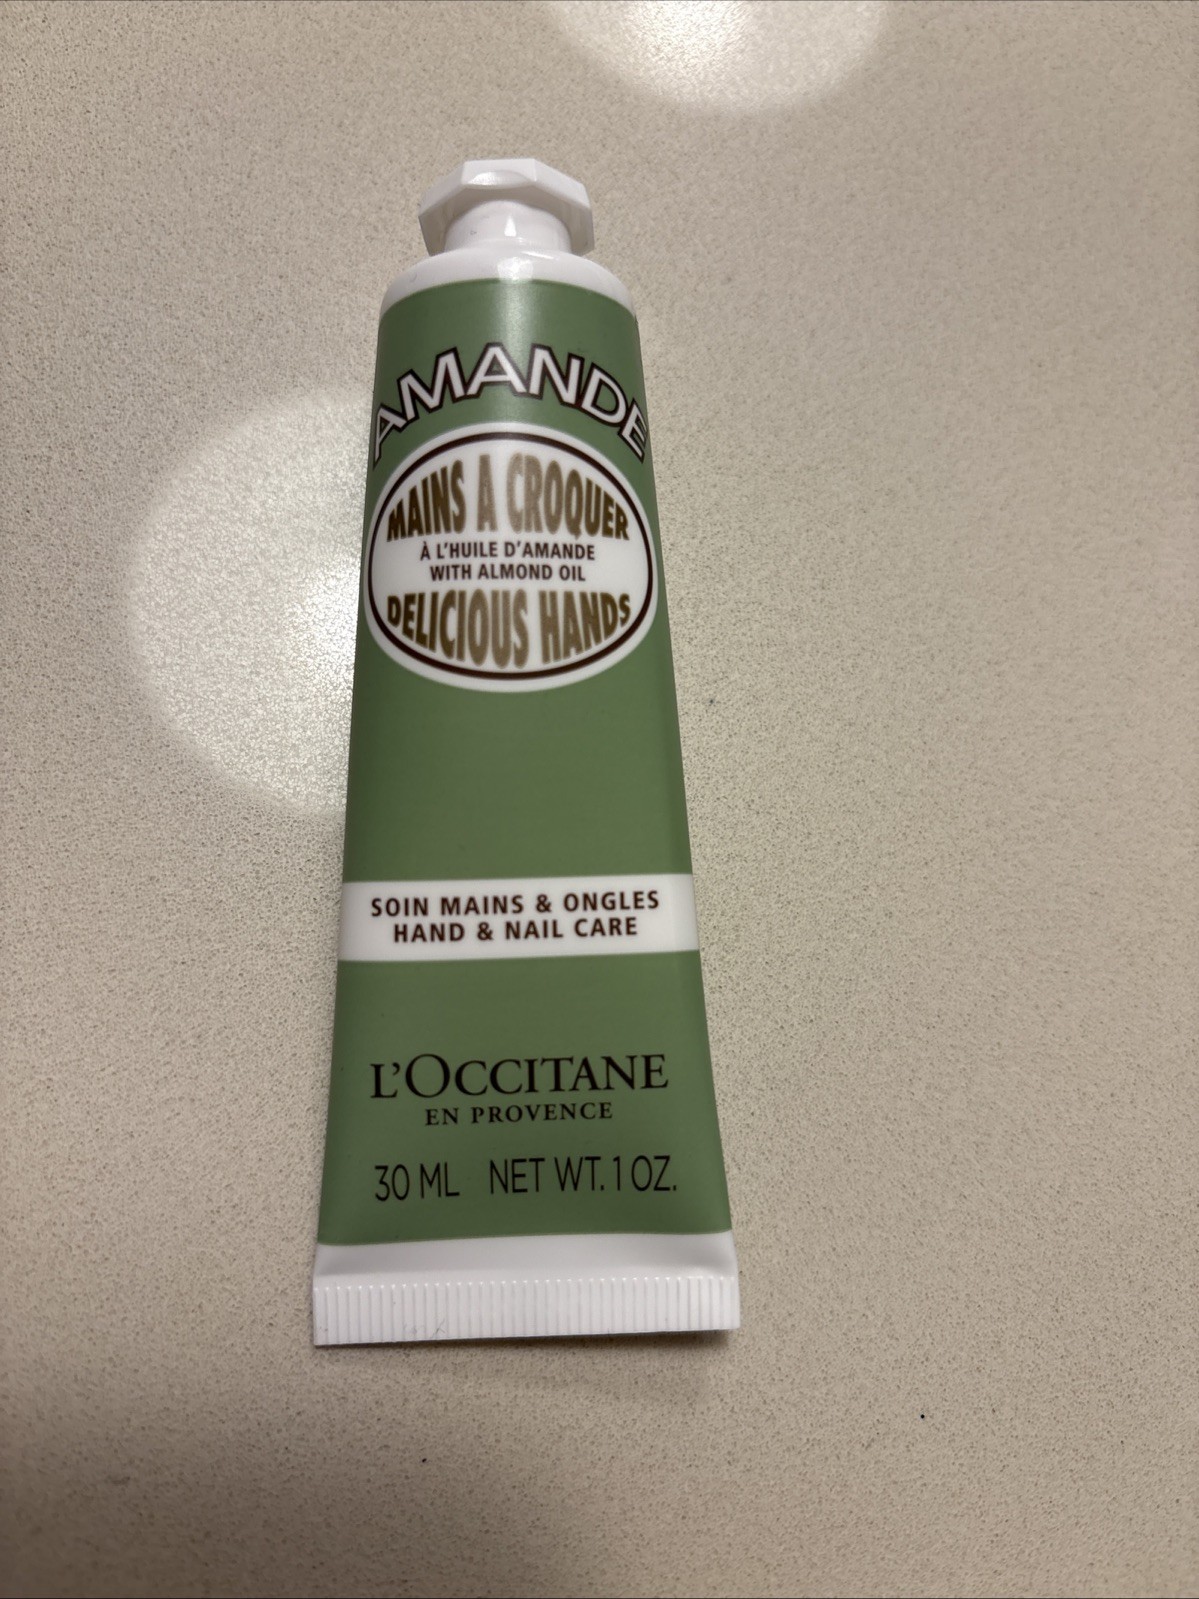 AMANDE
MAINS A CROQUER
À L'HUILE D'AMANDE
WITH ALMOND OIL
DELICIOUS HANDS
SOIN MAINS & ONGLES
HAND & NAIL CARE
L'OCCITANE
EN PROVENCE
30 ML NET WT. 1 OZ.